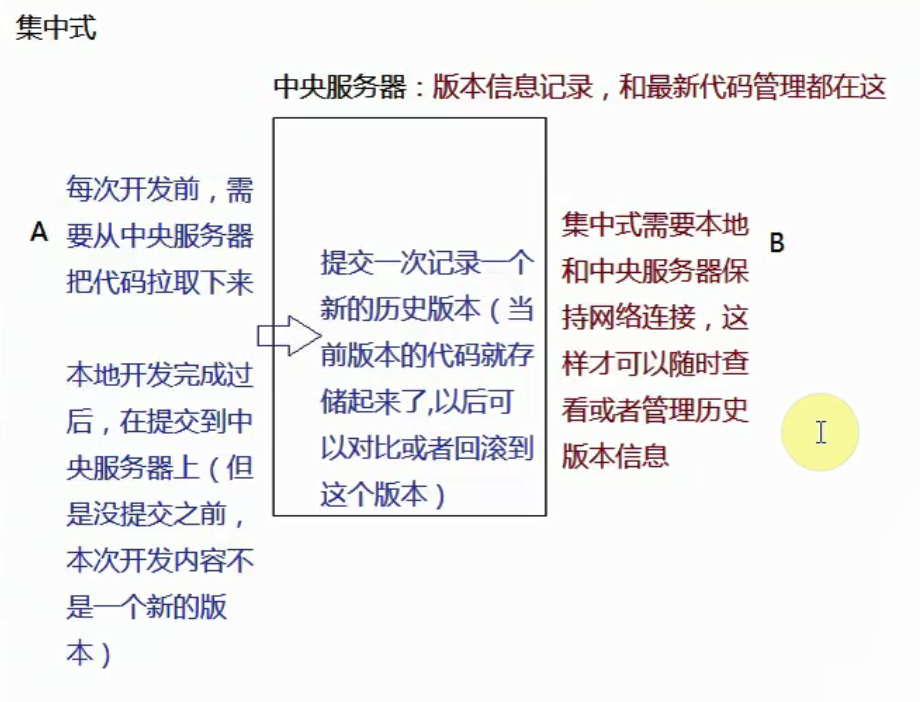 集中式
中央服务器：版本信息记录，和最新代码管理都在这
A
每次开发前，需
要从中央服务器
把代码拉取下来
本地开发完成过
后，在提交到中
央服务器上（但
是没提交之前，
本次开发内容不
是一个新的版
本）
提交一次记录一个
新的历史版本（当
前版本的代码就存
储起来了,以后可
以对比或者回滚到
这个版本）
集中式需要本地
和中央服务器保
持网络连接，这
样才可以随时查
看或者管理历史
版本信息
B